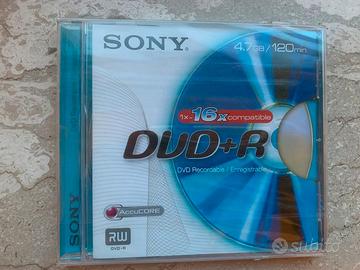 SONY
4.7GB/120min
1x-16x compatible
DVD+R
DVD Recordable / Enregistrable
AccuCORE
RW
DVD+R
SONY
subito